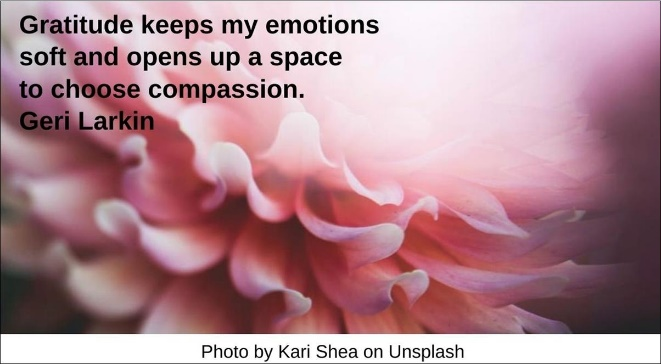 Gratitude keeps my emotions
soft and opens up a space
to choose compassion.
Geri Larkin
Photo by Kari Shea on Unsplash